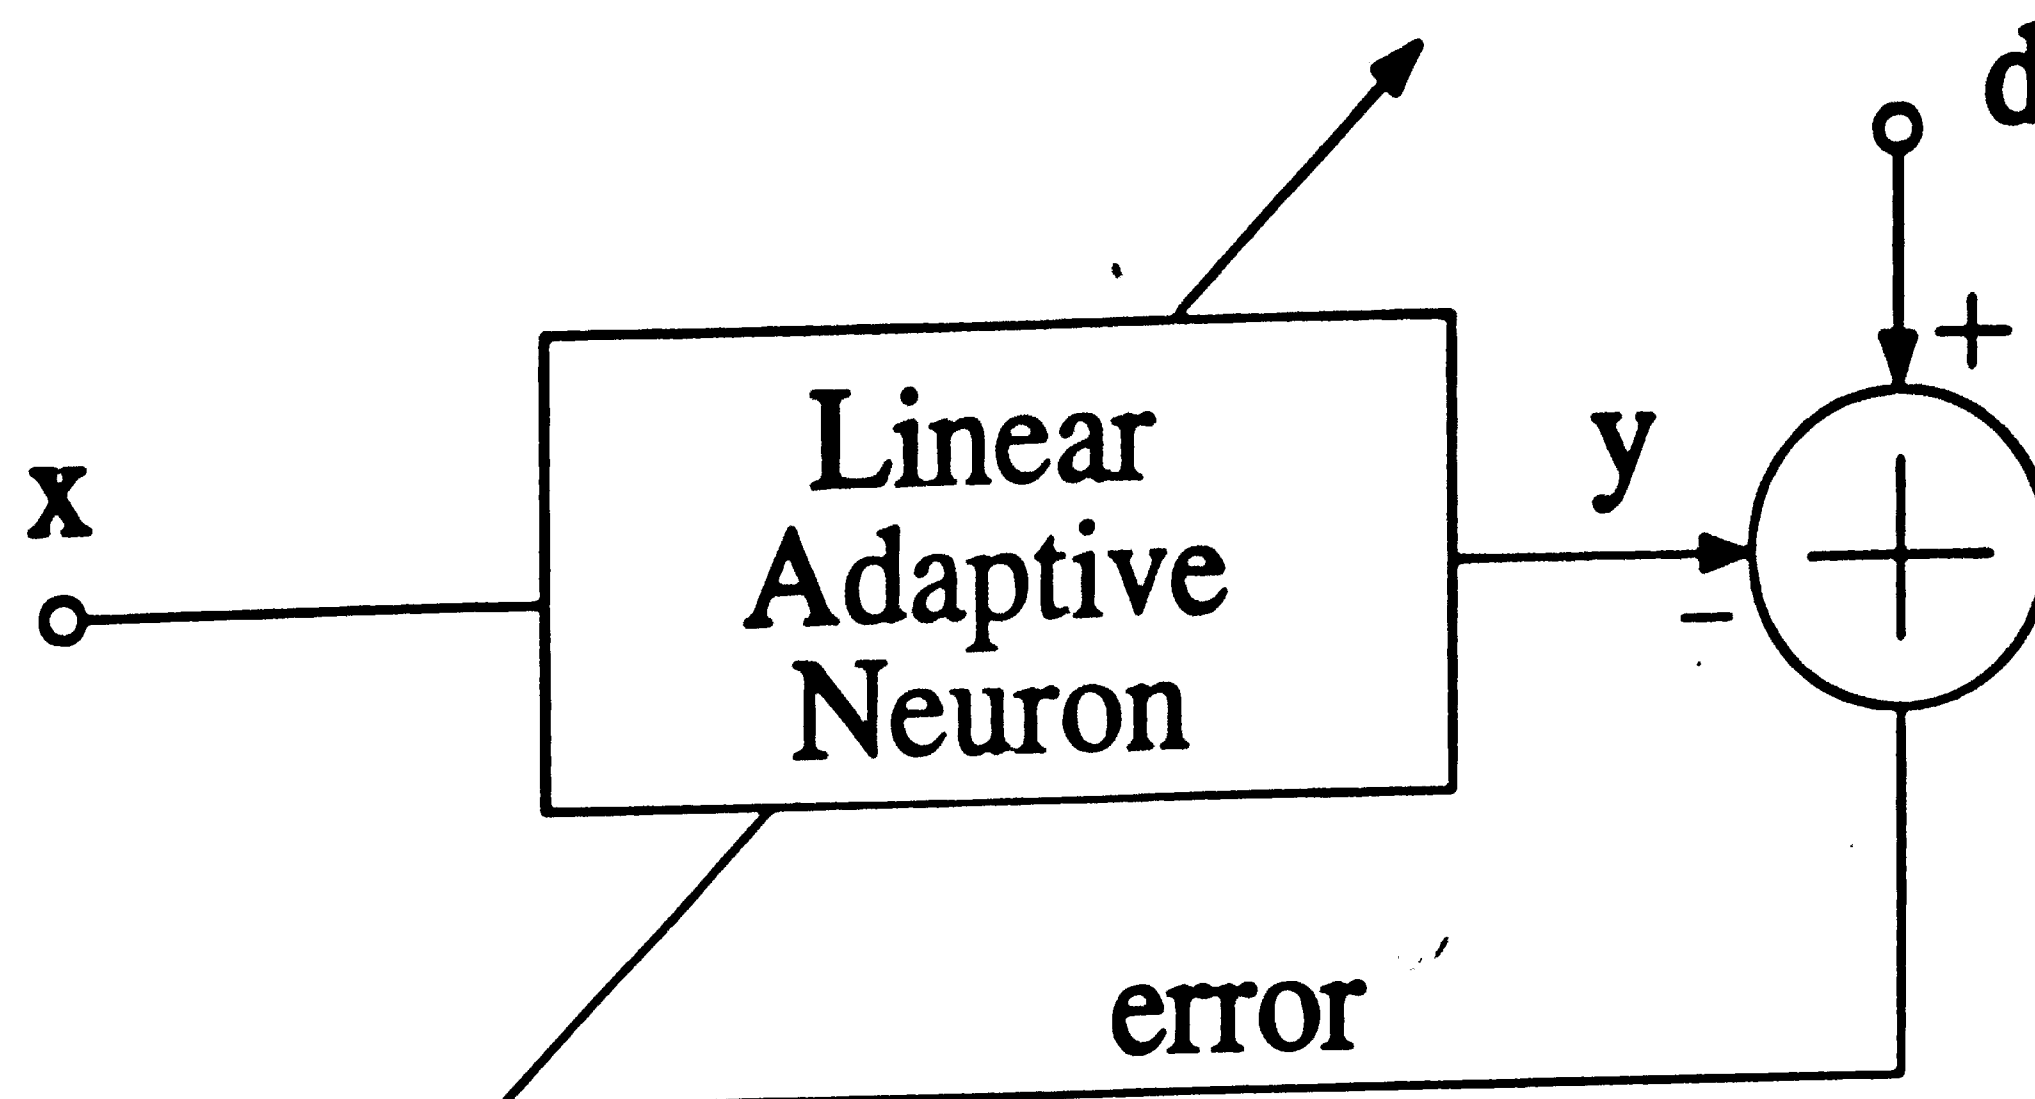 d
+
x
Linear
Adaptive
Neuron
y
−
error